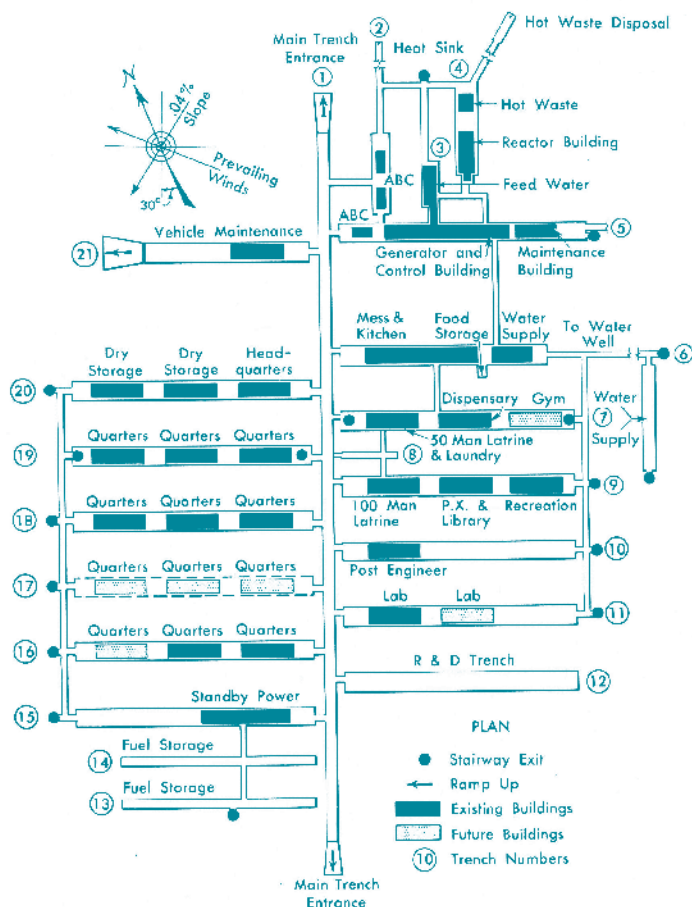 Hot Waste Disposal
2
Main Trench
Entrance
1
Heat Sink
4
N
.04%
Slope
Hot Waste
3
Reactor Building
Prevailing
Winds
30°
ABC
Feed Water
ABC
Vehicle Maintenance
5
21
Generator and
Control Building
Maintenance
Building
Mess &
Kitchen
Food
Storage
Water
Supply
To Water
Well
6
Dry
Storage
Dry
Storage
Head-
quarters
20
Dispensary
Gym
Water
7
Supply
Quarters
Quarters
Quarters
50 Man Latrine
& Laundry
19
8
9
Quarters
Quarters
Quarters
100 Man
Latrine
P.X. &
Library
Recreation
18
10
Quarters
Quarters
Quarters
Post Engineer
17
Lab
Lab
11
Quarters
Quarters
Quarters
16
R & D Trench
12
Standby Power
15
PLAN
Fuel Storage
14
Stairway Exit
Fuel Storage
Ramp Up
13
Existing Buildings
Future Buildings
10
Trench Numbers
Main Trench
Entrance